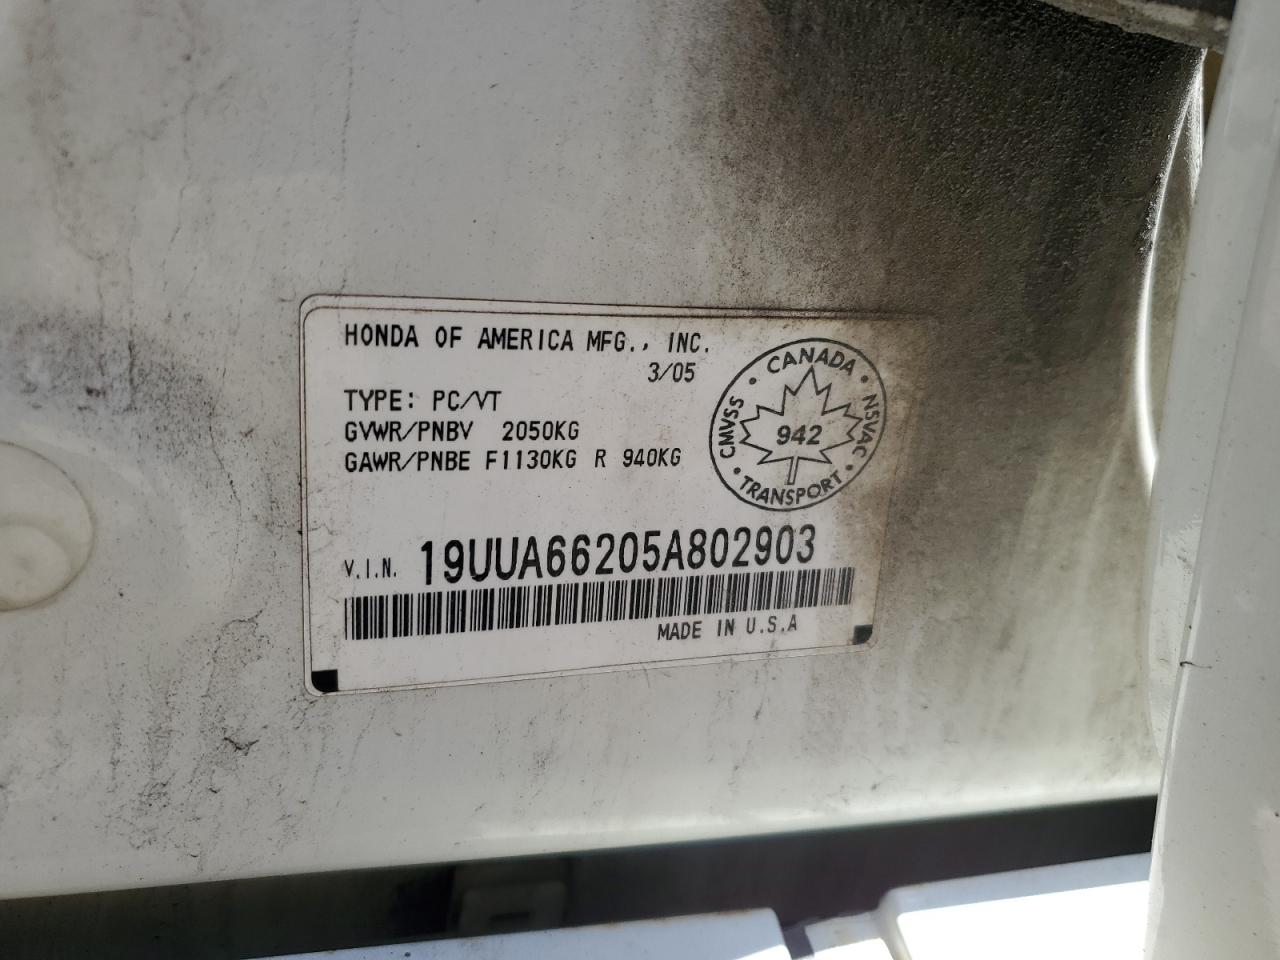 HONDA OF AMERICA MFG., INC.
3/05
TYPE: PC/VT
GVWR/PNBV 2050KG
GAWR/PNBE F1130KG R 940KG
CANADA
CMVSS • NSVAC
942
TRANSPORT
V.I.N. 19UUA66205A802903
MADE IN U.S.A